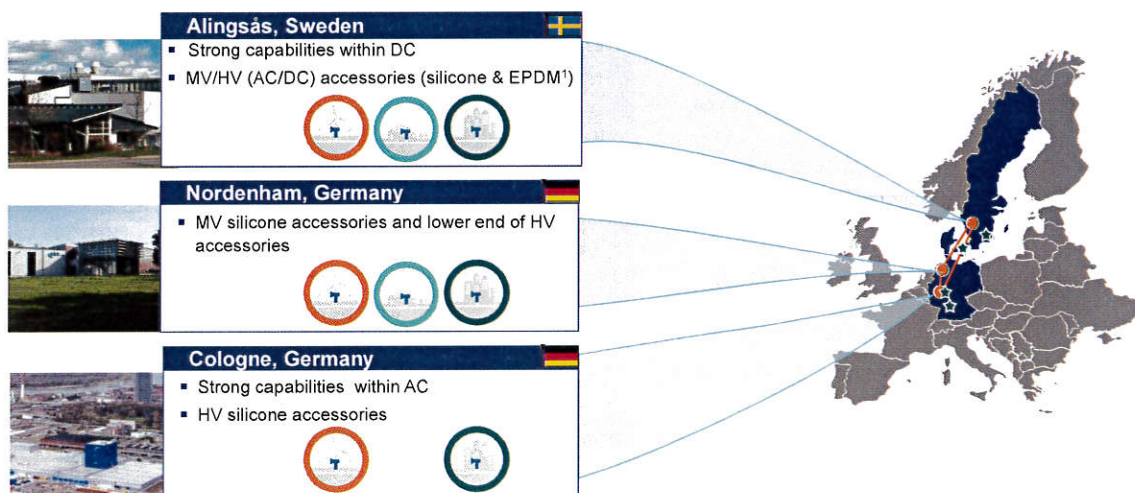 Alingsås, Sweden
▪ Strong capabilities within DC
▪ MV/HV (AC/DC) accessories (silicone & EPDM¹)
Nordenham, Germany
▪ MV silicone accessories and lower end of HV
accessories
Cologne, Germany
▪ Strong capabilities within AC
▪ HV silicone accessories